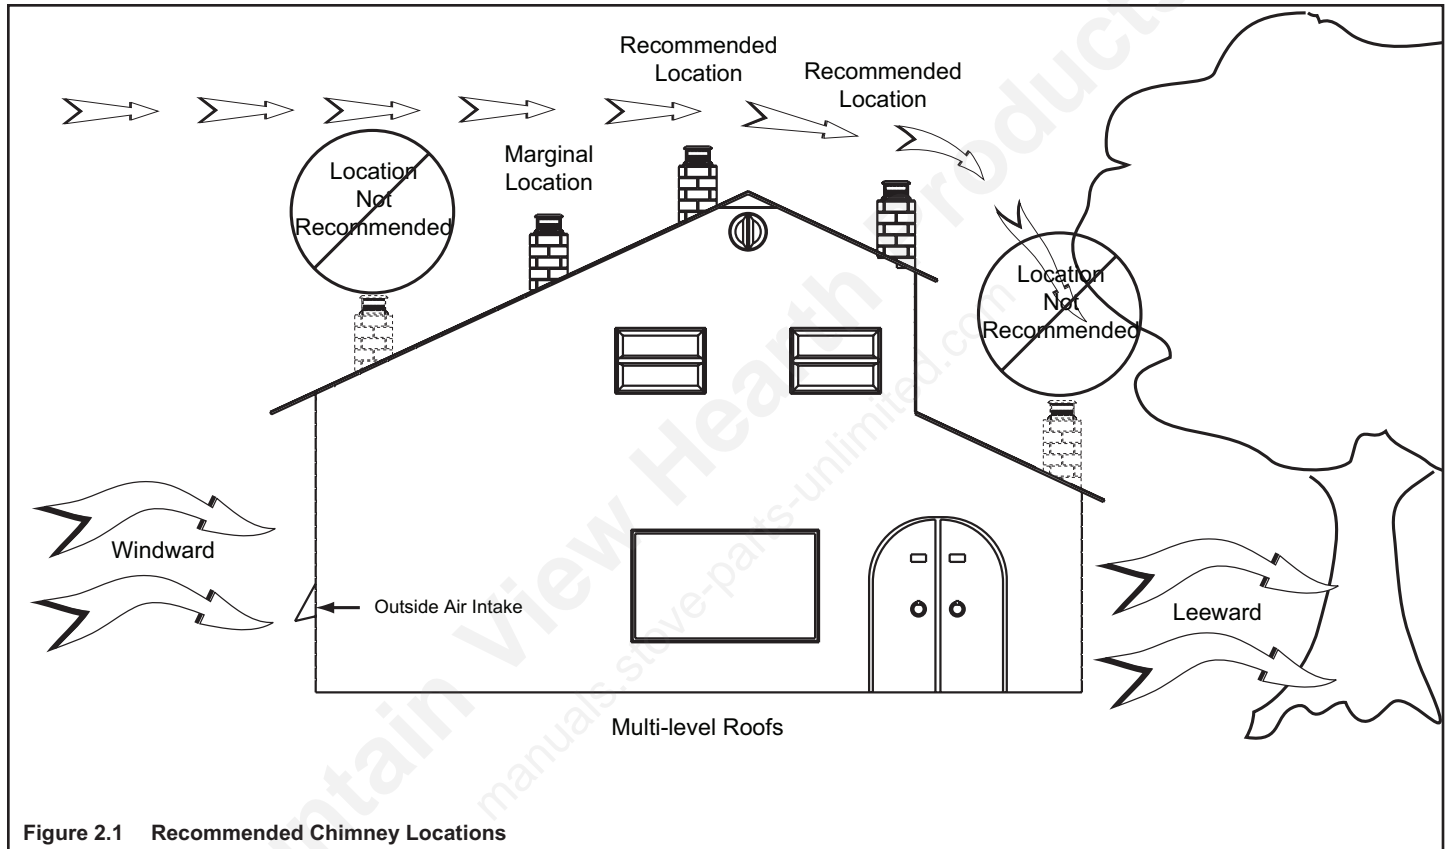 Recommended
Location
Recommended
Location
Location
Not
Recommended
Marginal
Location
Location
Not
Recommended
Windward
Outside Air Intake
Leeward
Multi-level Roofs
Figure 2.1 Recommended Chimney Locations
ntain View Hearth Products
manuals.stove-parts-unlimited.com